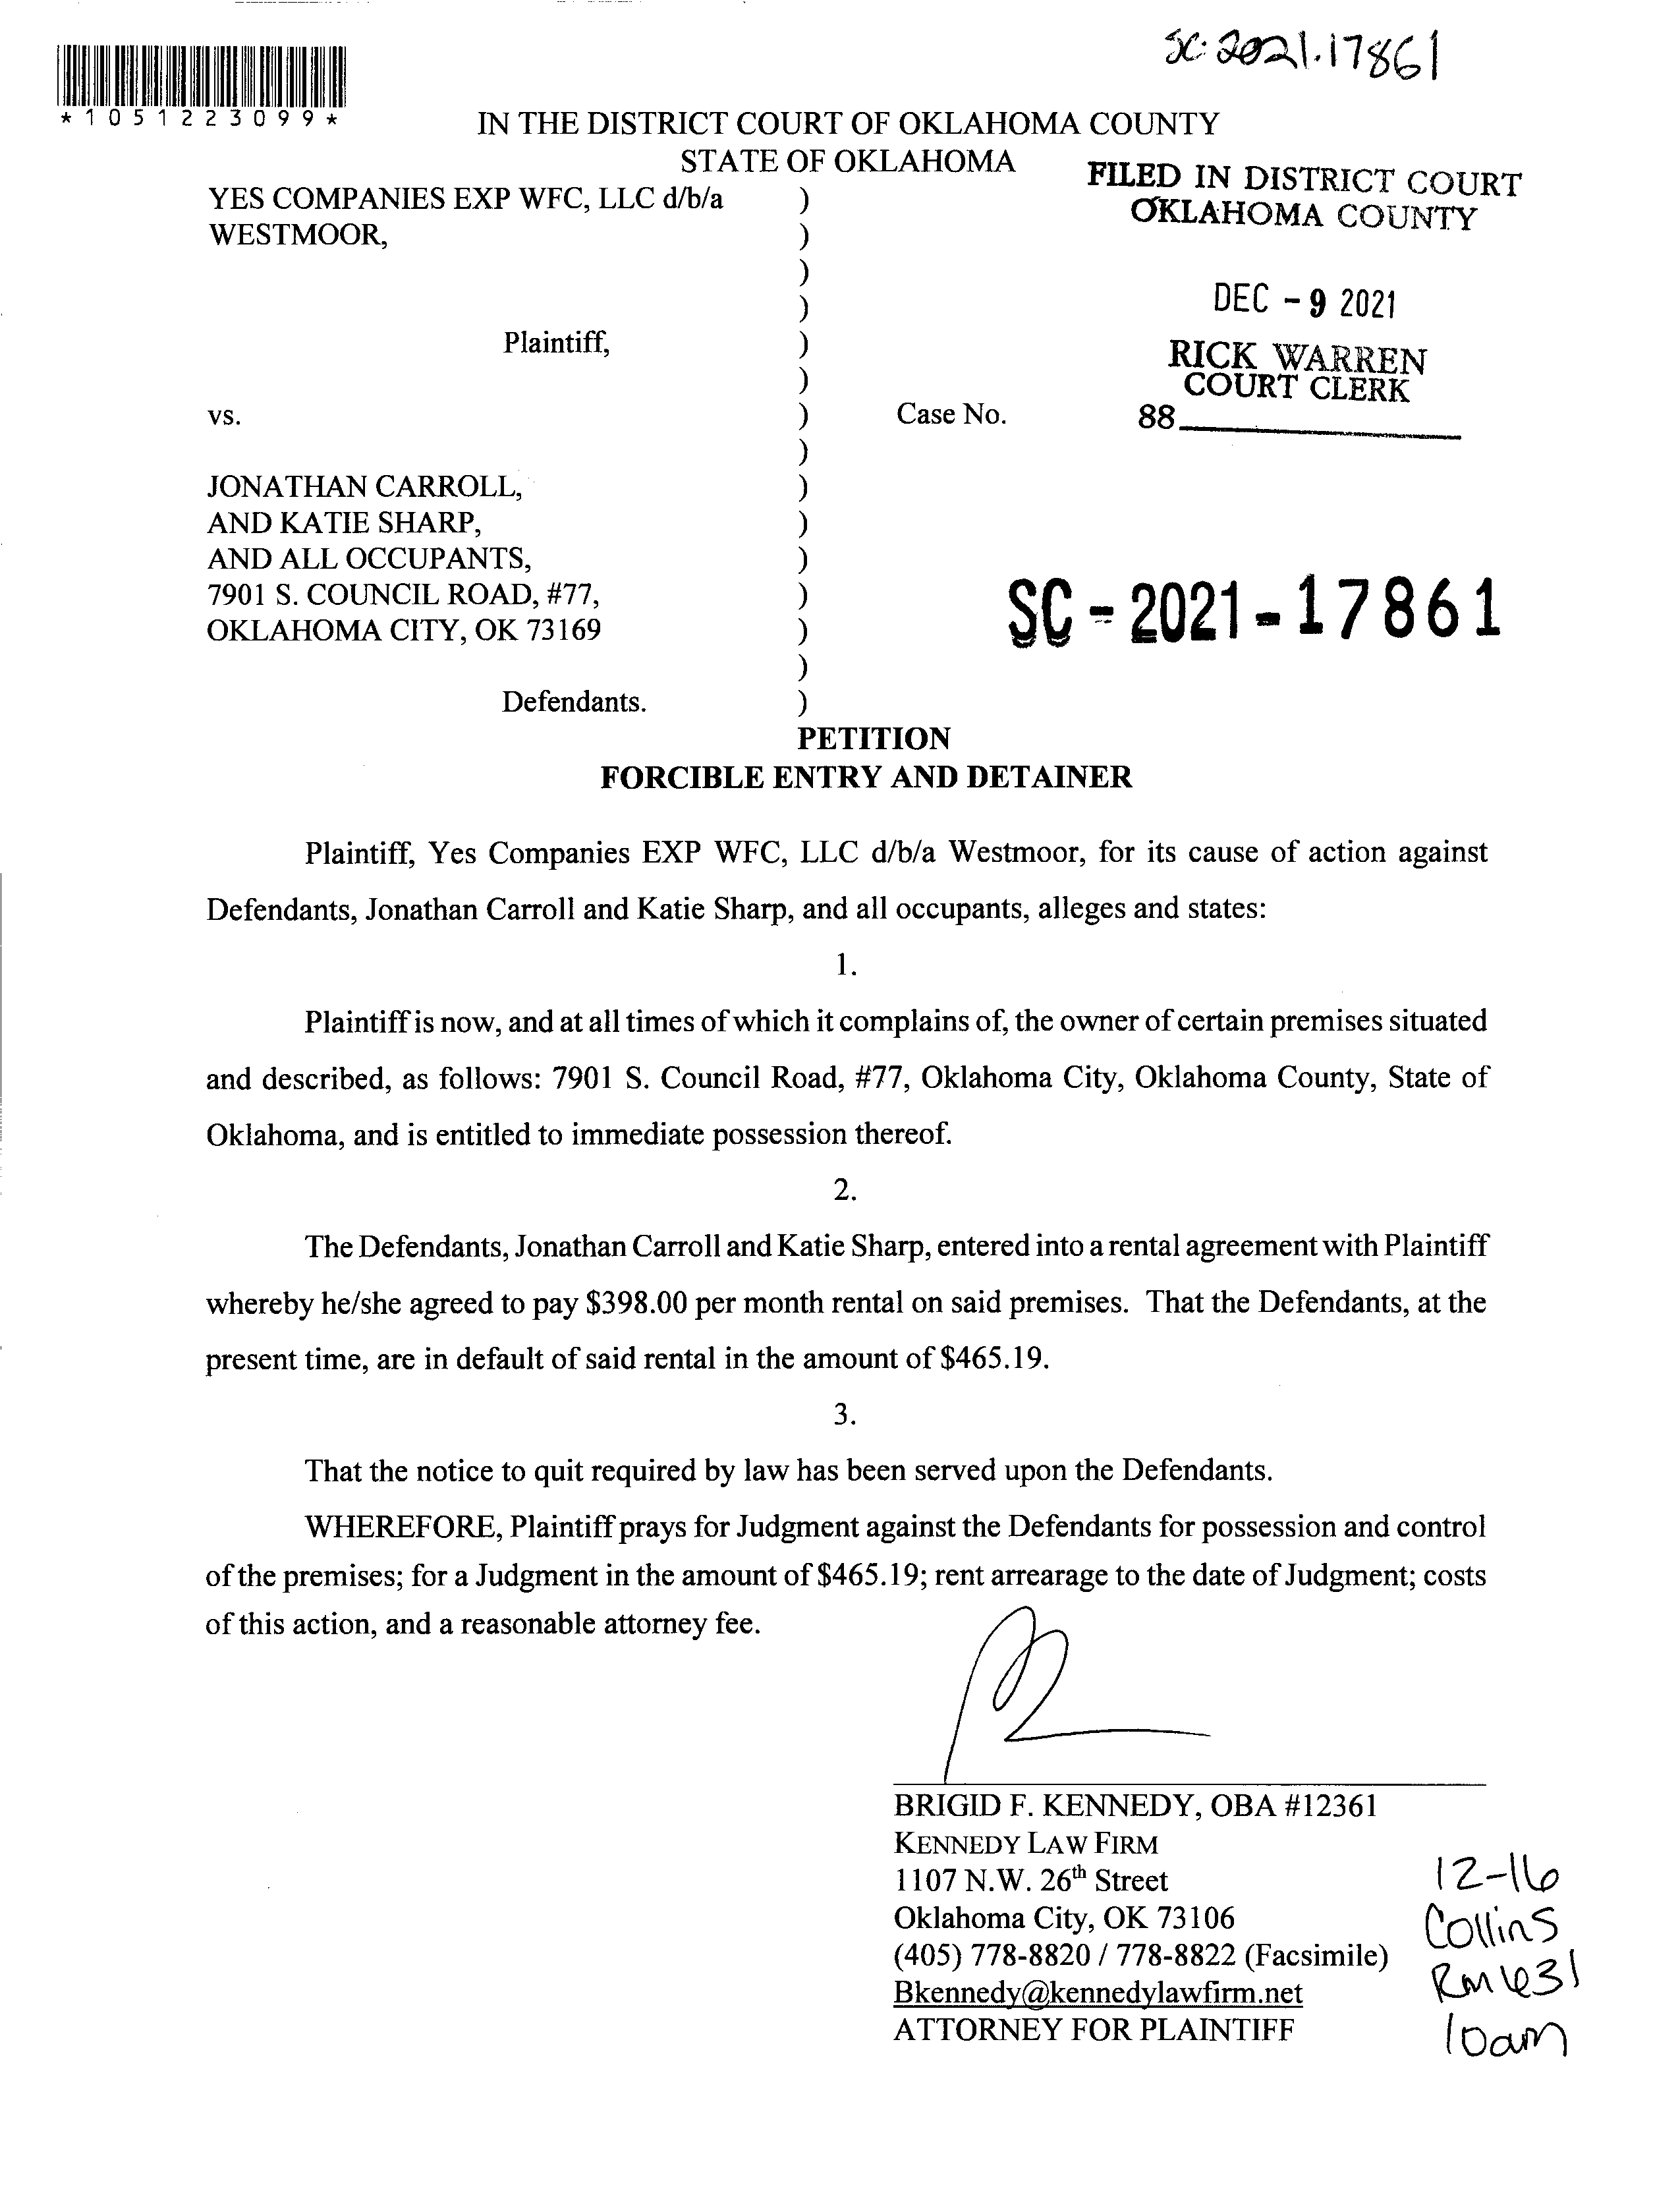 SC-2021-17861
*1051223099*
IN THE DISTRICT COURT OF OKLAHOMA COUNTY
STATE OF OKLAHOMA
FILED IN DISTRICT COURT
OKLAHOMA COUNTY
DEC - 9 2021
RICK WARREN
COURT CLERK
88
YES COMPANIES EXP WFC, LLC d/b/a )
WESTMOOR, )
)
)
Plaintiff, )
)
vs. ) Case No.
)
JONATHAN CARROLL, )
AND KATIE SHARP, )
AND ALL OCCUPANTS, )
7901 S. COUNCIL ROAD, #77, )
OKLAHOMA CITY, OK 73169 )
)
Defendants. )
SC - 2021 - 17861
PETITION
FORCIBLE ENTRY AND DETAINER
Plaintiff, Yes Companies EXP WFC, LLC d/b/a Westmoor, for its cause of action against
Defendants, Jonathan Carroll and Katie Sharp, and all occupants, alleges and states:
1.
Plaintiff is now, and at all times of which it complains of, the owner of certain premises situated
and described, as follows: 7901 S. Council Road, #77, Oklahoma City, Oklahoma County, State of
Oklahoma, and is entitled to immediate possession thereof.
2.
The Defendants, Jonathan Carroll and Katie Sharp, entered into a rental agreement with Plaintiff
whereby he/she agreed to pay $398.00 per month rental on said premises. That the Defendants, at the
present time, are in default of said rental in the amount of $465.19.
3.
That the notice to quit required by law has been served upon the Defendants.
WHEREFORE, Plaintiff prays for Judgment against the Defendants for possession and control
of the premises; for a Judgment in the amount of $465.19; rent arrearage to the date of Judgment; costs
of this action, and a reasonable attorney fee.
BRIGID F. KENNEDY, OBA #12361
KENNEDY LAW FIRM
1107 N.W. 26th Street
Oklahoma City, OK 73106
(405) 778-8820 / 778-8822 (Facsimile)
Bkennedy@kennedylawfirm.net
ATTORNEY FOR PLAINTIFF
12-16
Collins
Rm 631
10am